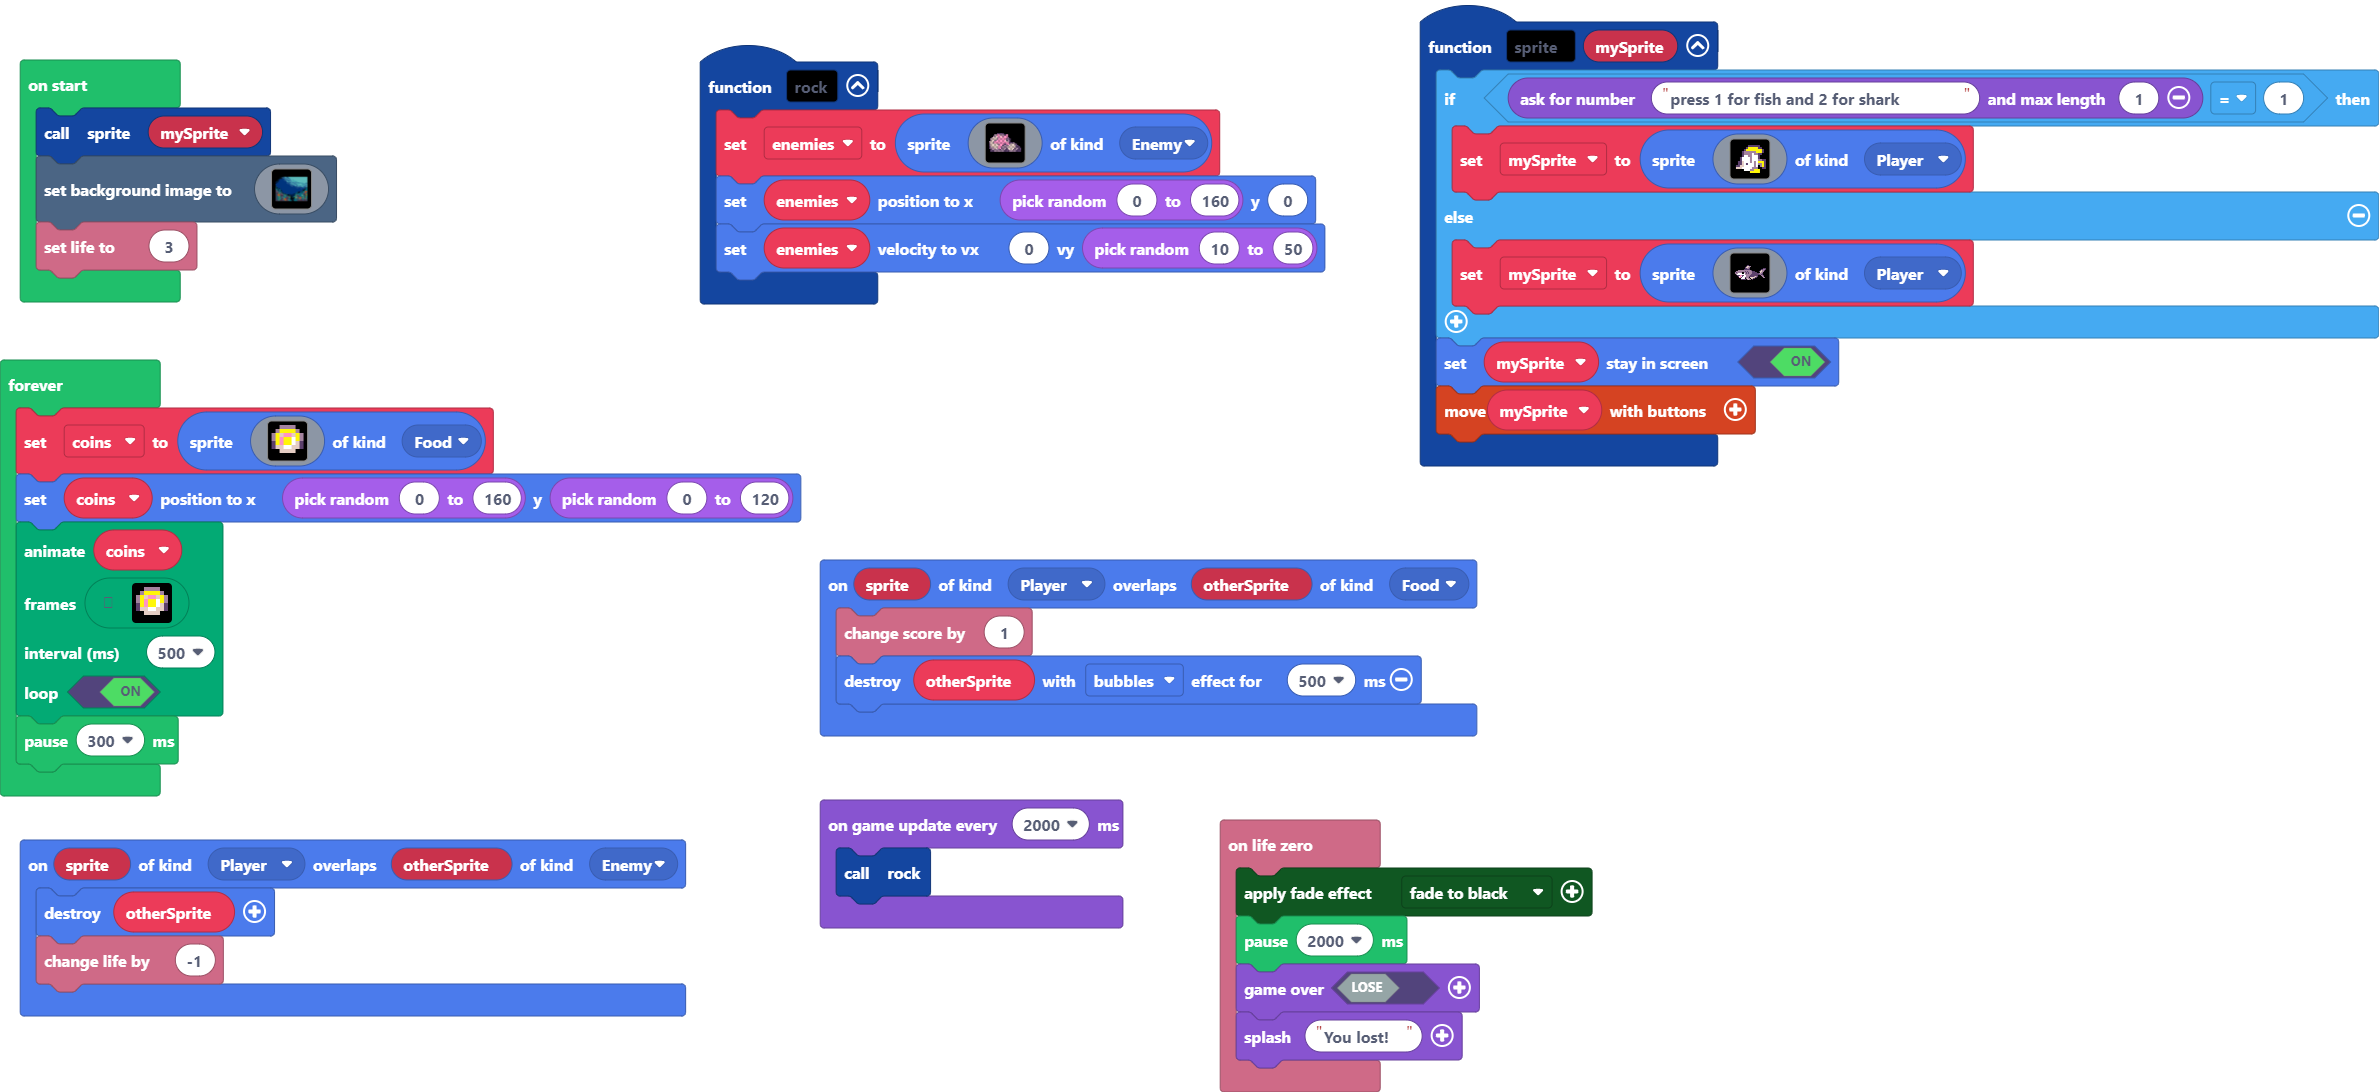 on start
call sprite mySprite
set background image to
set life to 3
function rock
set enemies to sprite of kind Enemy
set enemies position to x pick random 0 to 160 y 0
set enemies velocity to vx 0 vy pick random 10 to 50
function sprite mySprite
if ask for number "press 1 for fish and 2 for shark" and max length 1 = 1 then
set mySprite to sprite of kind Player
else
set mySprite to sprite of kind Player
set mySprite stay in screen ON
move mySprite with buttons
forever
set coins to sprite of kind Food
set coins position to x pick random 0 to 160 y pick random 0 to 120
animate coins
frames
interval (ms) 500
loop ON
pause 300 ms
on sprite of kind Player overlaps otherSprite of kind Food
change score by 1
destroy otherSprite with bubbles effect for 500 ms
on sprite of kind Player overlaps otherSprite of kind Enemy
destroy otherSprite
change life by -1
on game update every 2000 ms
call rock
on life zero
apply fade effect fade to black
pause 2000 ms
game over LOSE
splash "You lost!"